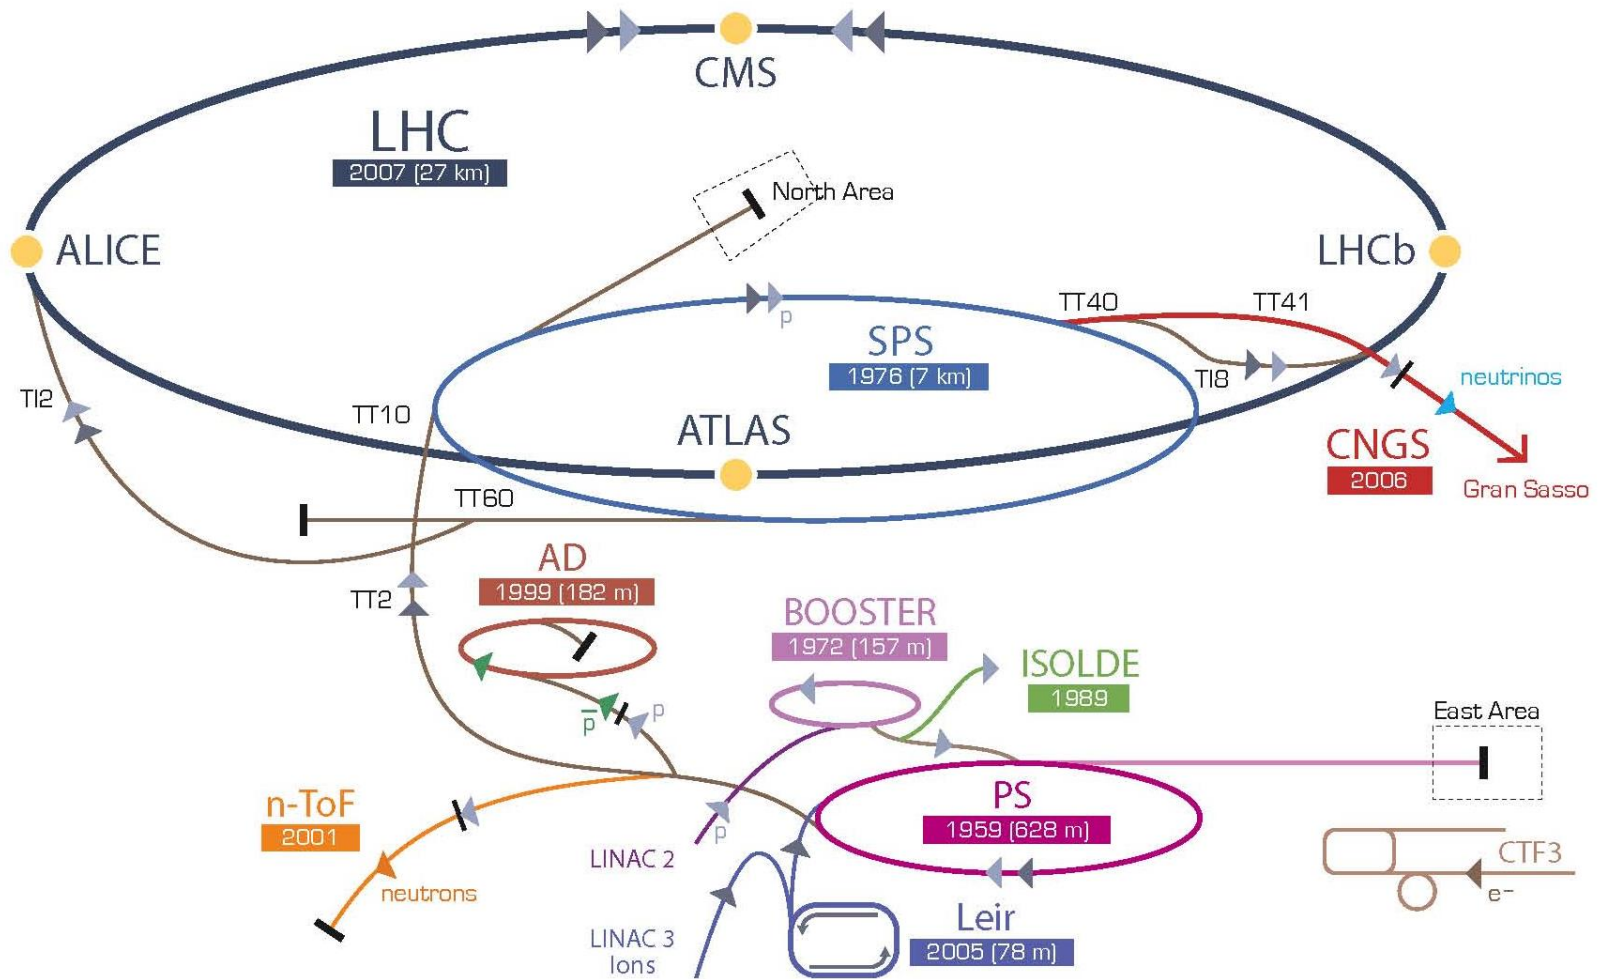 CMS
LHC
2007 (27 km)
North Area
ALICE
LHCb
TT40
TT41
p
SPS
1976 (7 km)
TI8
neutrinos
TI2
TT10
ATLAS
CNGS
2006
Gran Sasso
TT60
AD
1999 (182 m)
TT2
BOOSTER
1972 (157 m)
ISOLDE
1989
p
p
East Area
n-ToF
2001
PS
1959 (628 m)
p
LINAC 2
neutrons
CTF3
e-
Leir
2005 (78 m)
LINAC 3
Ions